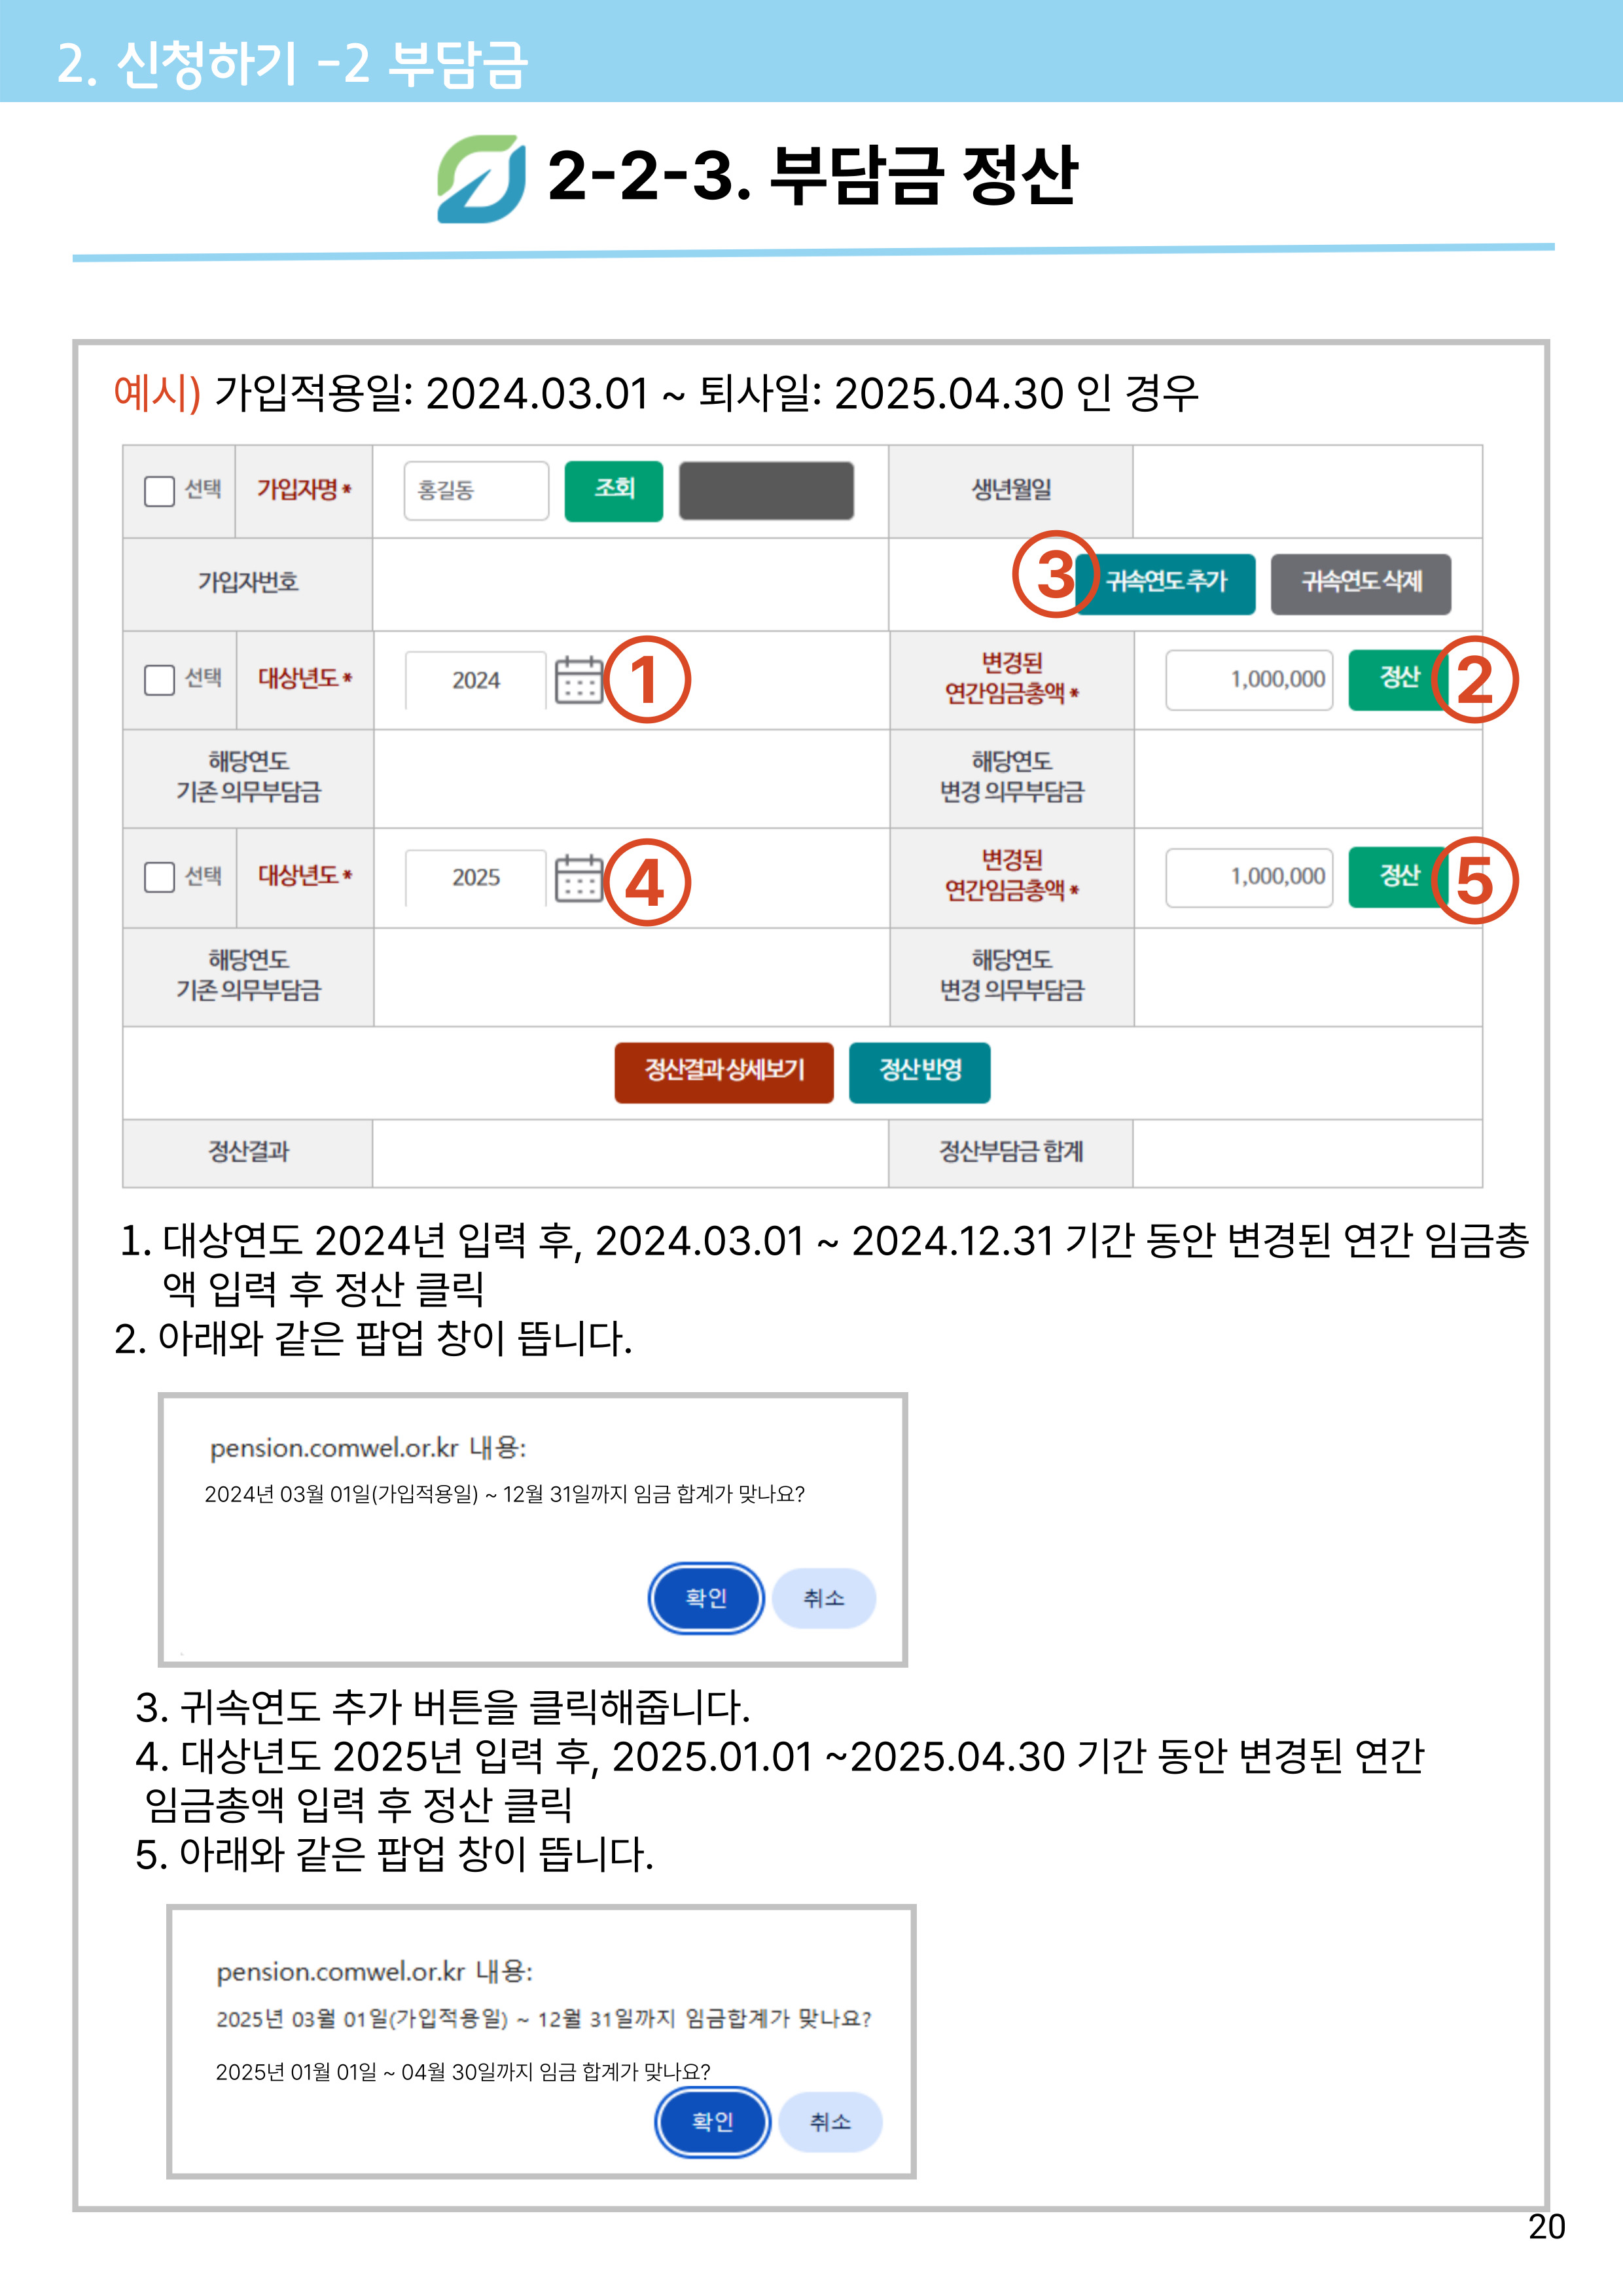 2. 신청하기 -2 부담금
2-2-3. 부담금 정산
예시) 가입적용일: 2024.03.01 ~ 퇴사일: 2025.04.30 인 경우
선택 가입자명 * 홍길동 조회 생년월일
가입자번호 ③ 귀속연도 추가 귀속연도 삭제
선택 대상년도 * 2024 ① 변경된
연간임금총액 * 1,000,000 정산 ②
해당연도
기존 의무부담금
해당연도
변경 의무부담금
선택 대상년도 * 2025 ④ 변경된
연간임금총액 * 1,000,000 정산 ⑤
해당연도
기존 의무부담금
해당연도
변경 의무부담금
정산결과 상세보기 정산 반영
정산결과 정산부담금 합계
1. 대상연도 2024년 입력 후, 2024.03.01 ~ 2024.12.31 기간 동안 변경된 연간 임금총
액 입력 후 정산 클릭
2. 아래와 같은 팝업 창이 뜹니다.
pension.comwel.or.kr 내용:
2024년 03월 01일(가입적용일) ~ 12월 31일까지 임금 합계가 맞나요?
확인 취소
3. 귀속연도 추가 버튼을 클릭해줍니다.
4. 대상년도 2025년 입력 후, 2025.01.01 ~2025.04.30 기간 동안 변경된 연간
임금총액 입력 후 정산 클릭
5. 아래와 같은 팝업 창이 뜹니다.
pension.comwel.or.kr 내용:
2025년 03월 01일(가입적용일) ~ 12월 31일까지 임금합계가 맞나요?
2025년 01월 01일 ~ 04월 30일까지 임금 합계가 맞나요?
확인 취소
20